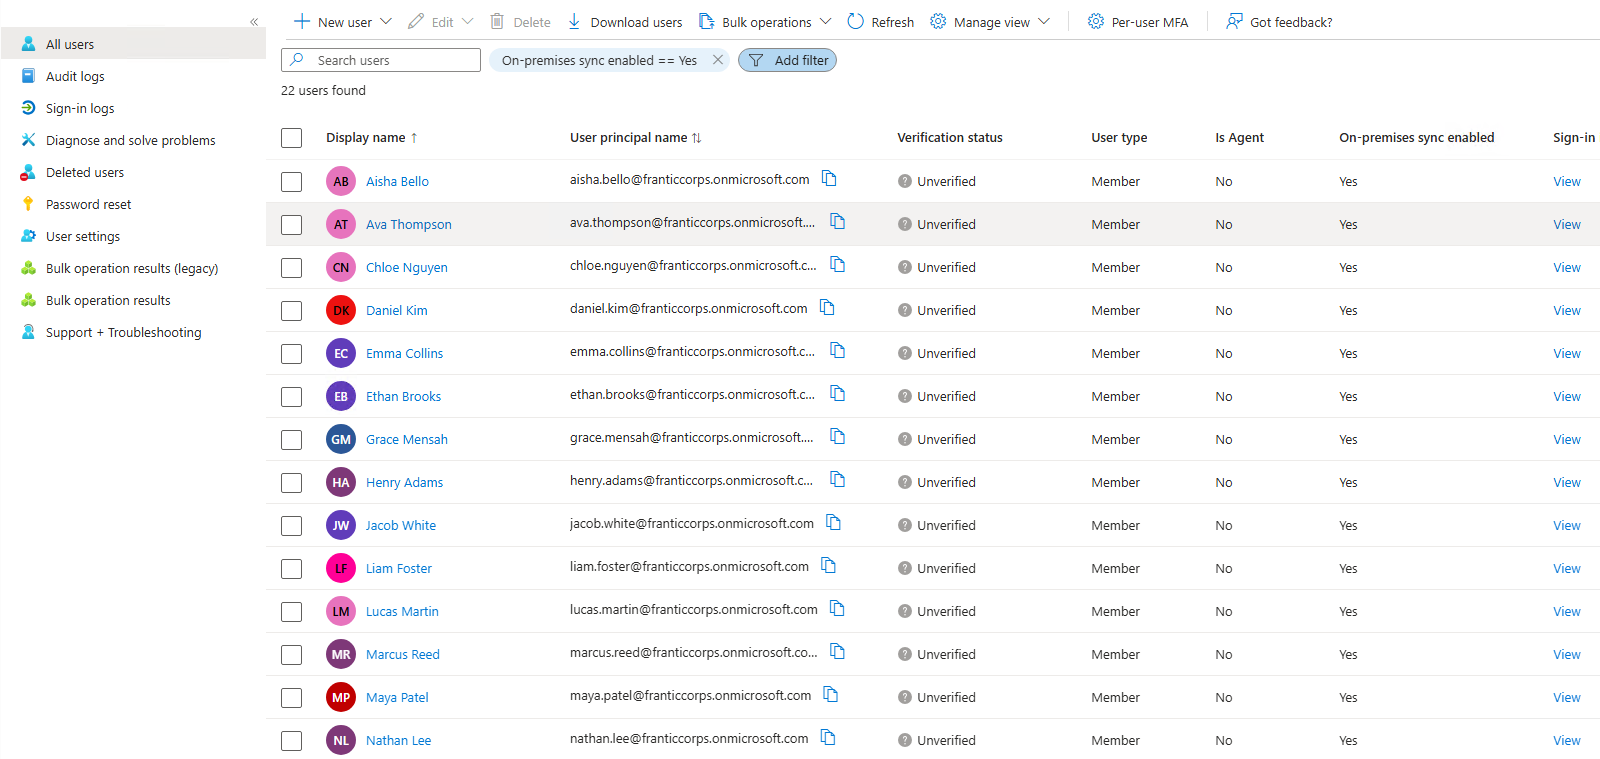 «
New user Edit Delete Download users Bulk operations Refresh Manage view Per-user MFA Got feedback?
All users
Audit logs
Sign-in logs
Diagnose and solve problems
Deleted users
Password reset
User settings
Bulk operation results (legacy)
Bulk operation results
Support + Troubleshooting
Search users On-premises sync enabled == Yes Add filter
22 users found
Display name ↑ User principal name ↑↓ Verification status User type Is Agent On-premises sync enabled Sign-in
AB Aisha Bello aisha.bello@franticcorps.onmicrosoft.com ? Unverified Member No Yes View
AT Ava Thompson ava.thompson@franticcorps.onmicrosoft.... ? Unverified Member No Yes View
CN Chloe Nguyen chloe.nguyen@franticcorps.onmicrosoft.c... ? Unverified Member No Yes View
DK Daniel Kim daniel.kim@franticcorps.onmicrosoft.com ? Unverified Member No Yes View
EC Emma Collins emma.collins@franticcorps.onmicrosoft.c... ? Unverified Member No Yes View
EB Ethan Brooks ethan.brooks@franticcorps.onmicrosoft.c... ? Unverified Member No Yes View
GM Grace Mensah grace.mensah@franticcorps.onmicrosoft.... ? Unverified Member No Yes View
HA Henry Adams henry.adams@franticcorps.onmicrosoft.c... ? Unverified Member No Yes View
JW Jacob White jacob.white@franticcorps.onmicrosoft.com ? Unverified Member No Yes View
LF Liam Foster liam.foster@franticcorps.onmicrosoft.com ? Unverified Member No Yes View
LM Lucas Martin lucas.martin@franticcorps.onmicrosoft.com ? Unverified Member No Yes View
MR Marcus Reed marcus.reed@franticcorps.onmicrosoft.co... ? Unverified Member No Yes View
MP Maya Patel maya.patel@franticcorps.onmicrosoft.com ? Unverified Member No Yes View
NL Nathan Lee nathan.lee@franticcorps.onmicrosoft.com ? Unverified Member No Yes View